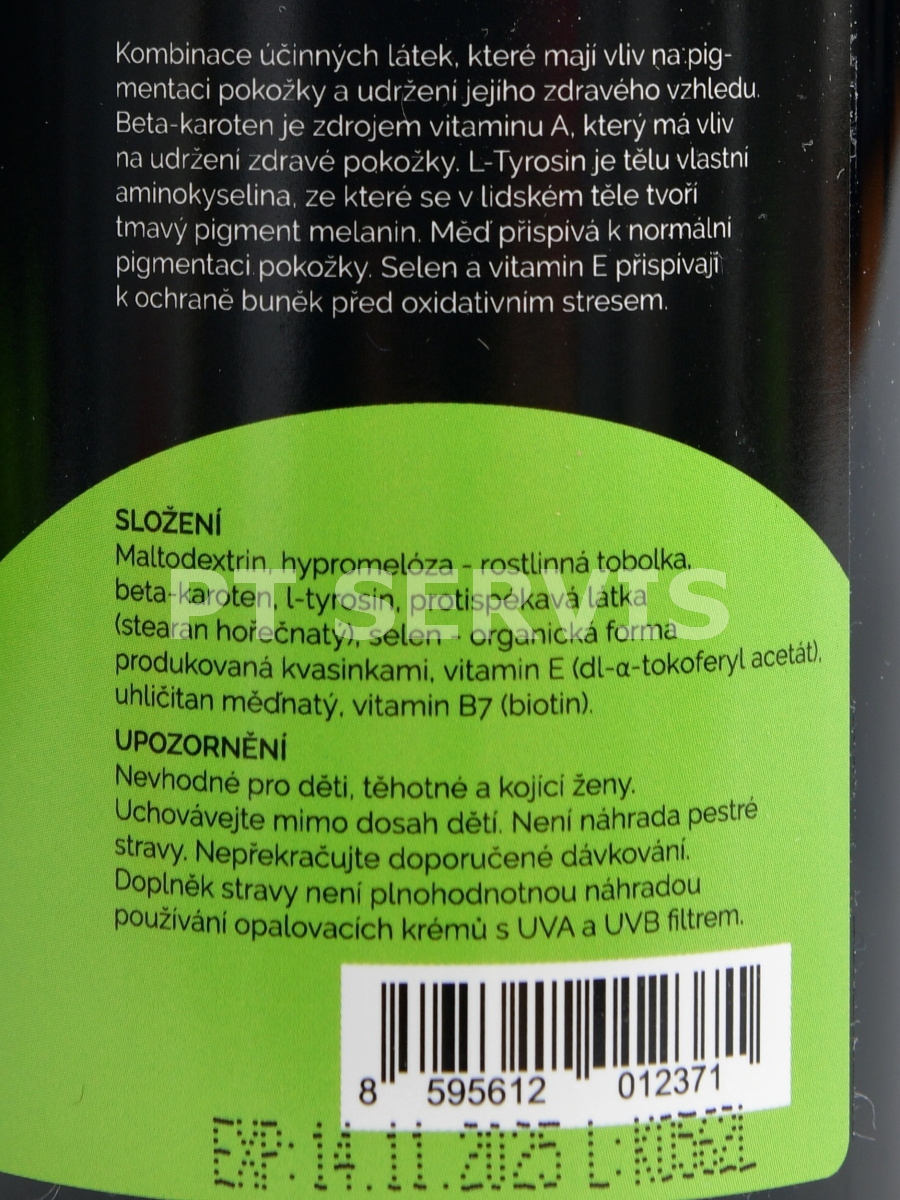 Kombinace účinných látek, které mají vliv na pig-
mentaci pokožky a udržení jejího zdravého vzhledu.
Beta-karoten je zdrojem vitaminu A, který má vliv
na udržení zdravé pokožky. L-Tyrosin je tělu vlastní
aminokyselina, ze které se v lidském těle tvoří
tmavý pigment melanin. Měď přispívá k normální
pigmentaci pokožky. Selen a vitamin E přispívají
k ochraně buněk před oxidativním stresem.
SLOŽENÍ
Maltodextrin, hypromelóza - rostlinná tobolka,
beta-karoten, l-tyrosin, protispékavá látka
(stearan hořečnatý), selen - organická forma
produkovaná kvasinkami, vitamin E (dl-α-tokoferyl acetát),
uhličitan měďnatý, vitamin B7 (biotin).
PT SERVIS
UPOZORNĚNÍ
Nevhodné pro děti, těhotné a kojící ženy.
Uchovávejte mimo dosah dětí. Není náhrada pestré
stravy. Nepřekračujte doporučené dávkování.
Doplněk stravy není plnohodnotnou náhradou
používání opalovacích krémů s UVA a UVB filtrem.
8 595612 012371
EXP: 14.11.2025